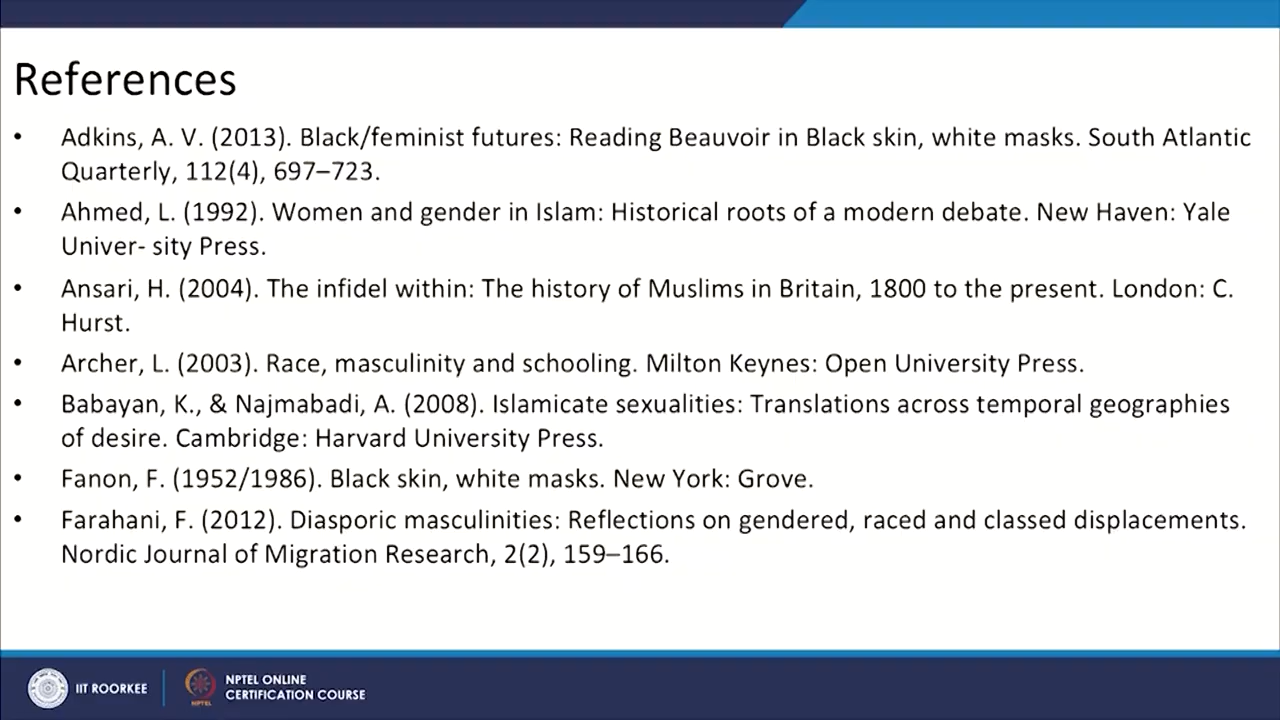 References
• Adkins, A. V. (2013). Black/feminist futures: Reading Beauvoir in Black skin, white masks. South Atlantic
Quarterly, 112(4), 697–723.
• Ahmed, L. (1992). Women and gender in Islam: Historical roots of a modern debate. New Haven: Yale
Univer- sity Press.
• Ansari, H. (2004). The infidel within: The history of Muslims in Britain, 1800 to the present. London: C.
Hurst.
• Archer, L. (2003). Race, masculinity and schooling. Milton Keynes: Open University Press.
• Babayan, K., & Najmabadi, A. (2008). Islamicate sexualities: Translations across temporal geographies
of desire. Cambridge: Harvard University Press.
• Fanon, F. (1952/1986). Black skin, white masks. New York: Grove.
• Farahani, F. (2012). Diasporic masculinities: Reflections on gendered, raced and classed displacements.
Nordic Journal of Migration Research, 2(2), 159–166.
IIT ROORKEE
NPTEL
NPTEL ONLINE
CERTIFICATION COURSE